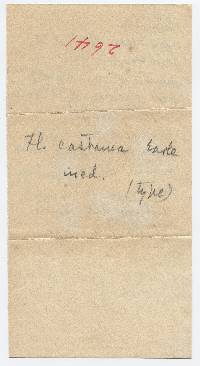 2641
H. castanea Earle
ined.
(type)